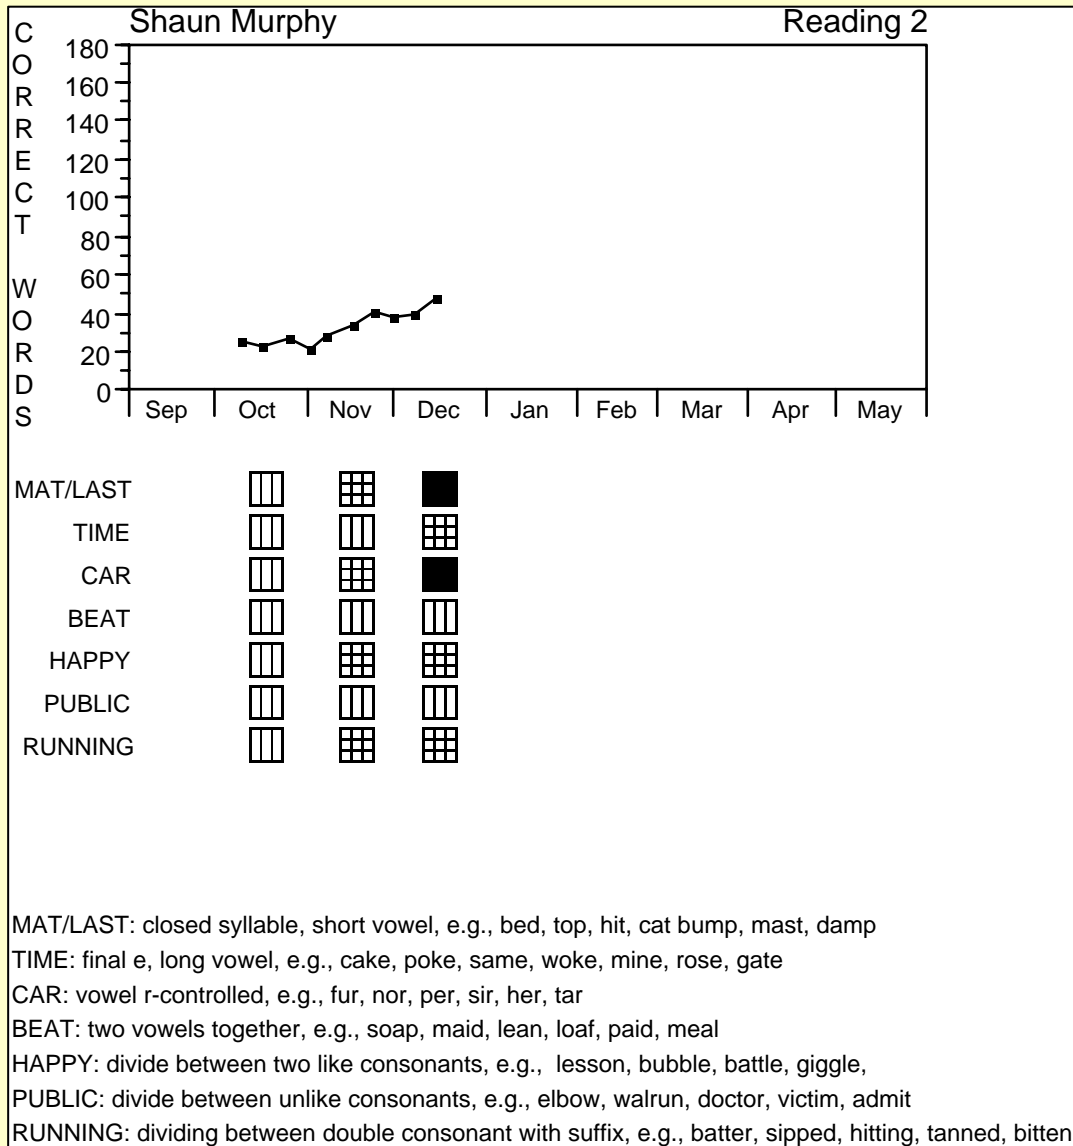 Shaun Murphy Reading 2
CORRECT WORDS
180
160
140
120
100
80
60
40
20
0
Sep Oct Nov Dec Jan Feb Mar Apr May
MAT/LAST
TIME
CAR
BEAT
HAPPY
PUBLIC
RUNNING
MAT/LAST: closed syllable, short vowel, e.g., bed, top, hit, cat bump, mast, damp
TIME: final e, long vowel, e.g., cake, poke, same, woke, mine, rose, gate
CAR: vowel r-controlled, e.g., fur, nor, per, sir, her, tar
BEAT: two vowels together, e.g., soap, maid, lean, loaf, paid, meal
HAPPY: divide between two like consonants, e.g., lesson, bubble, battle, giggle,
PUBLIC: divide between unlike consonants, e.g., elbow, walrun, doctor, victim, admit
RUNNING: dividing between double consonant with suffix, e.g., batter, sipped, hitting, tanned, bitten